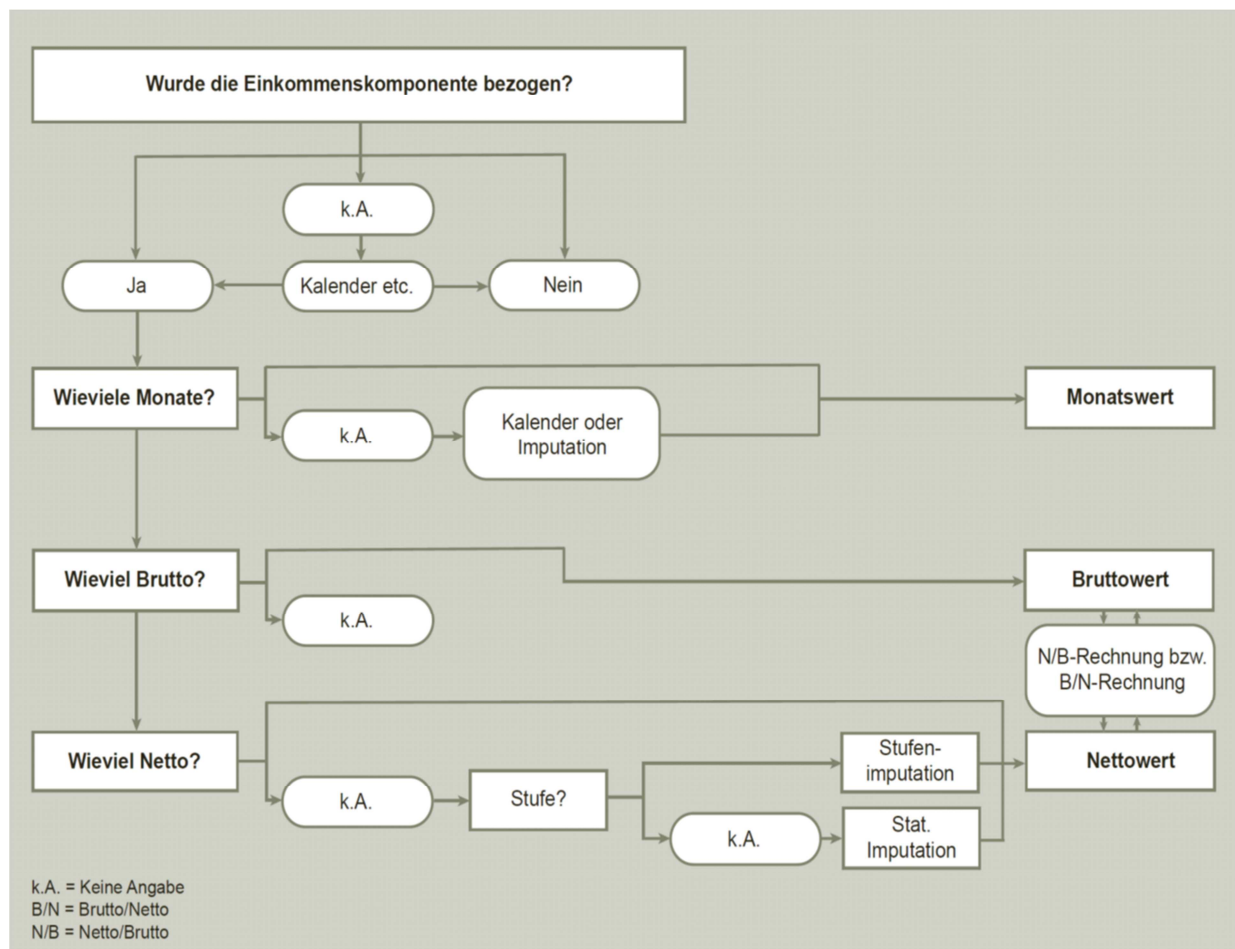 Wurde die Einkommenskomponente bezogen?
k.A.
Ja
Kalender etc.
Nein
Wieviele Monate?
k.A.
Kalender oder
Imputation
Monatswert
Wieviel Brutto?
k.A.
Bruttowert
N/B-Rechnung bzw.
B/N-Rechnung
Wieviel Netto?
k.A.
Stufe?
Stufen-
imputation
k.A.
Stat.
Imputation
Nettowert
k.A. = Keine Angabe
B/N = Brutto/Netto
N/B = Netto/Brutto